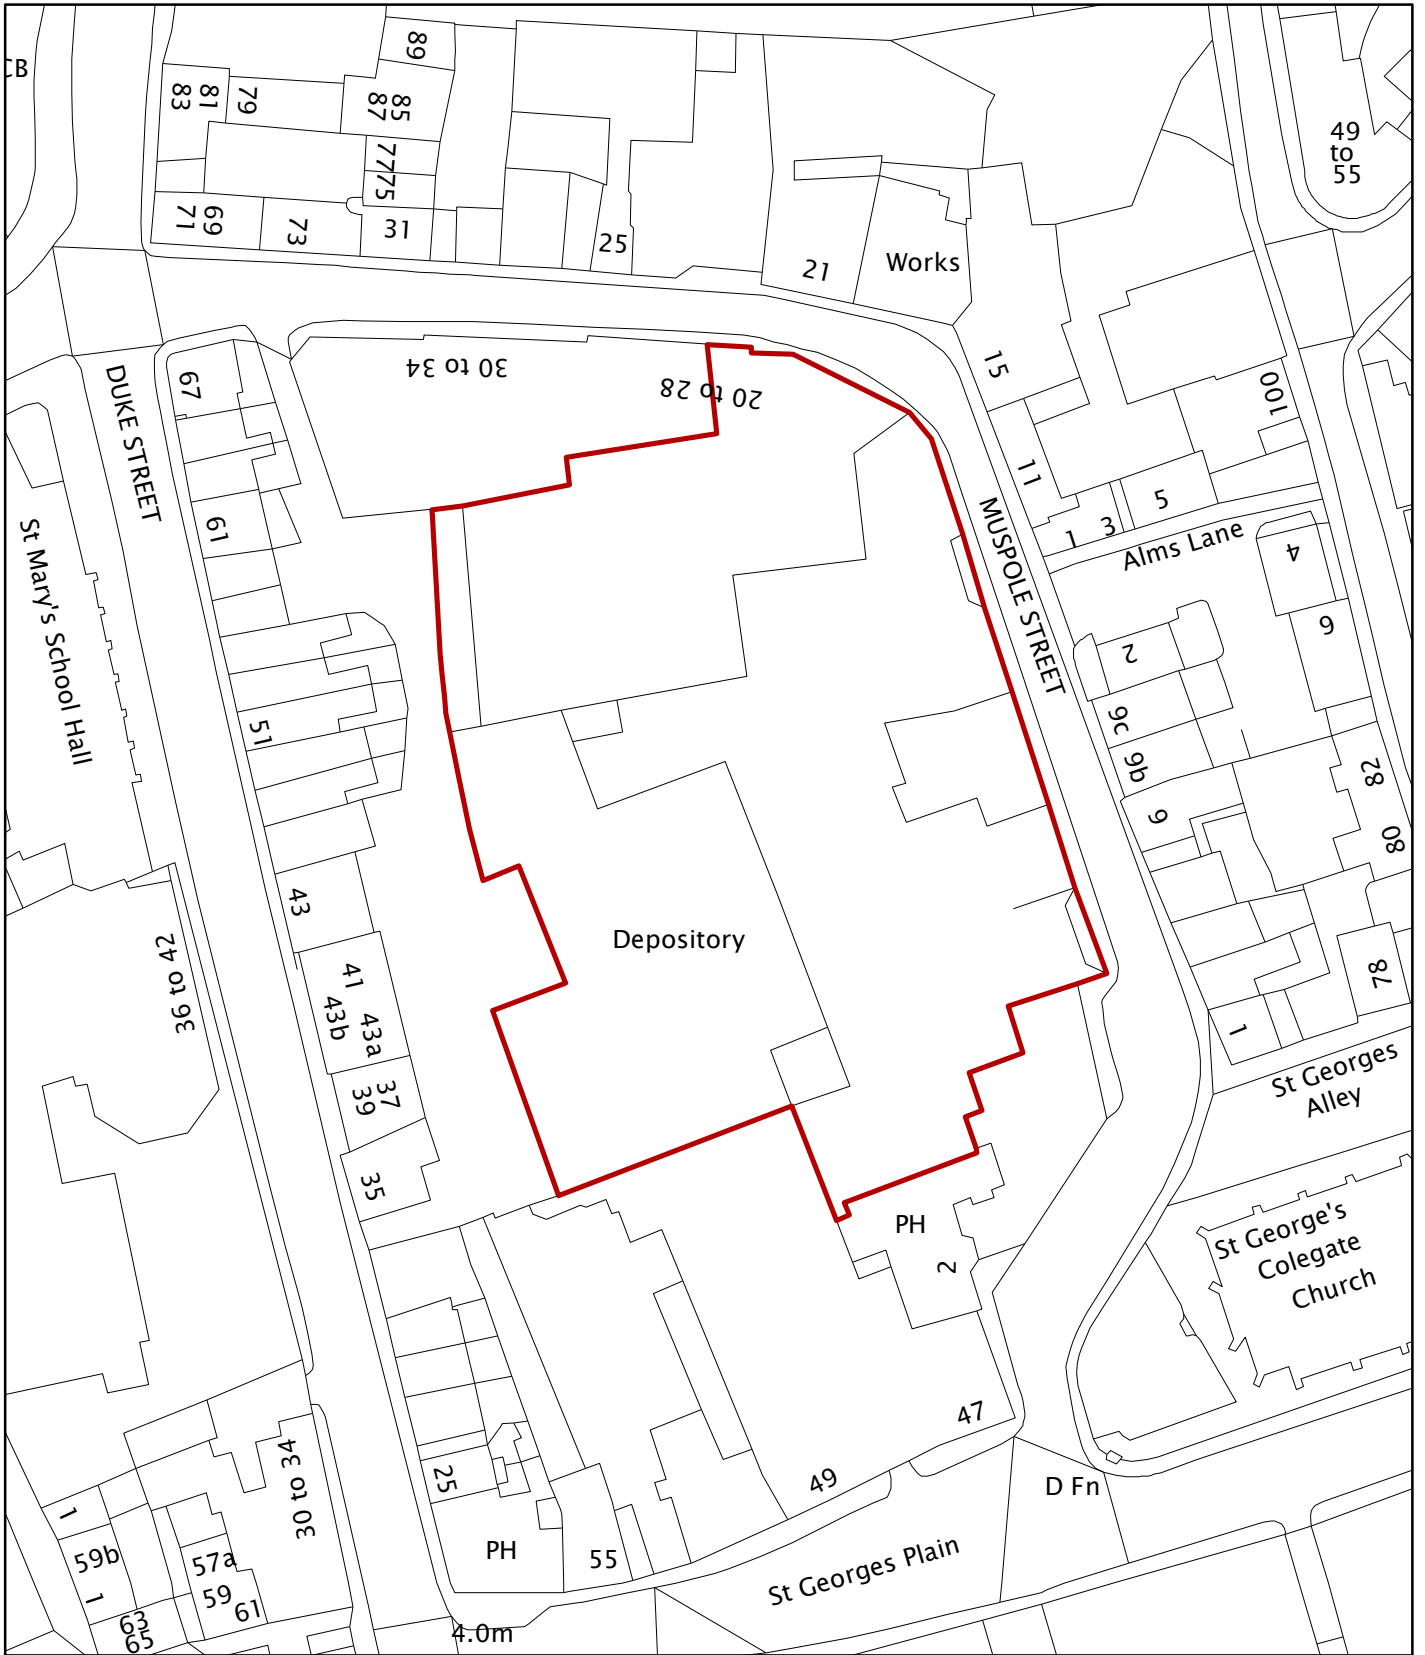 CB
89
83
81
79
87
85
77
75
71
69
73
31
25
21
Works
49
to
55
15
11
100
67
30 to 34
20 to 28
DUKE STREET
St Mary's School Hall
61
51
43
41
43b
43a
37
39
35
36 to 42
MUSPOLE STREET
1
3
5
Alms Lane
4
6
2
9c
9b
9
82
80
78
1
St Georges
Alley
Depository
PH
2
St George's
Colegate
Church
47
49
D Fn
St Georges Plain
25
PH
55
4.0m
30 to 34
1
59b
1
57a
59
61
63
65